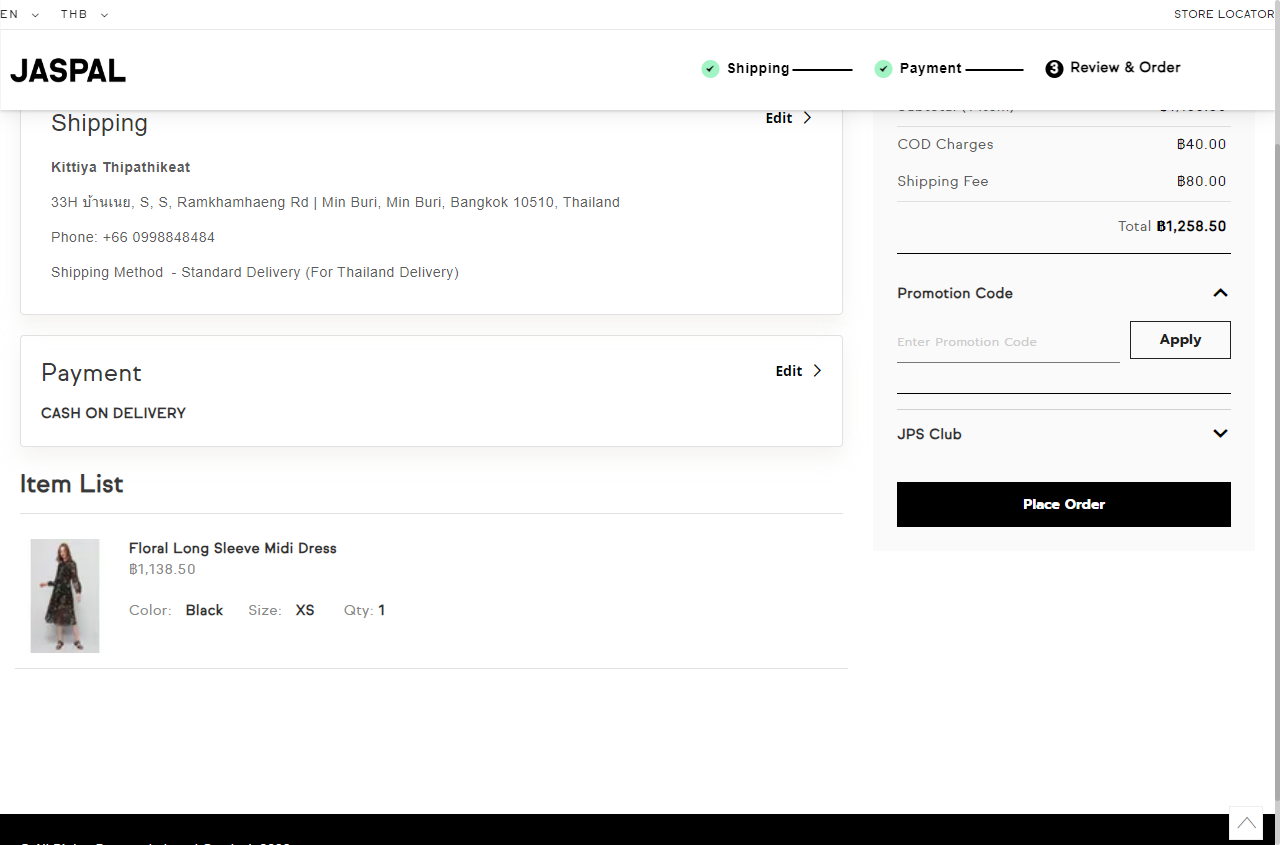 EN THB STORE LOCATOR
JASPAL
Shipping Payment 3 Review & Order
Shipping
Edit
Kittiya Thipathikeat
33H บ้านเนย, S, S, Ramkhamhaeng Rd | Min Buri, Min Buri, Bangkok 10510, Thailand
Phone: +66 0998848484
Shipping Method - Standard Delivery (For Thailand Delivery)
Payment
Edit
CASH ON DELIVERY
Item List
Floral Long Sleeve Midi Dress
฿1,138.50
Color: Black Size: XS Qty: 1
COD Charges ฿40.00
Shipping Fee ฿80.00
Total ฿1,258.50
Promotion Code
Enter Promotion Code
Apply
JPS Club
Place Order